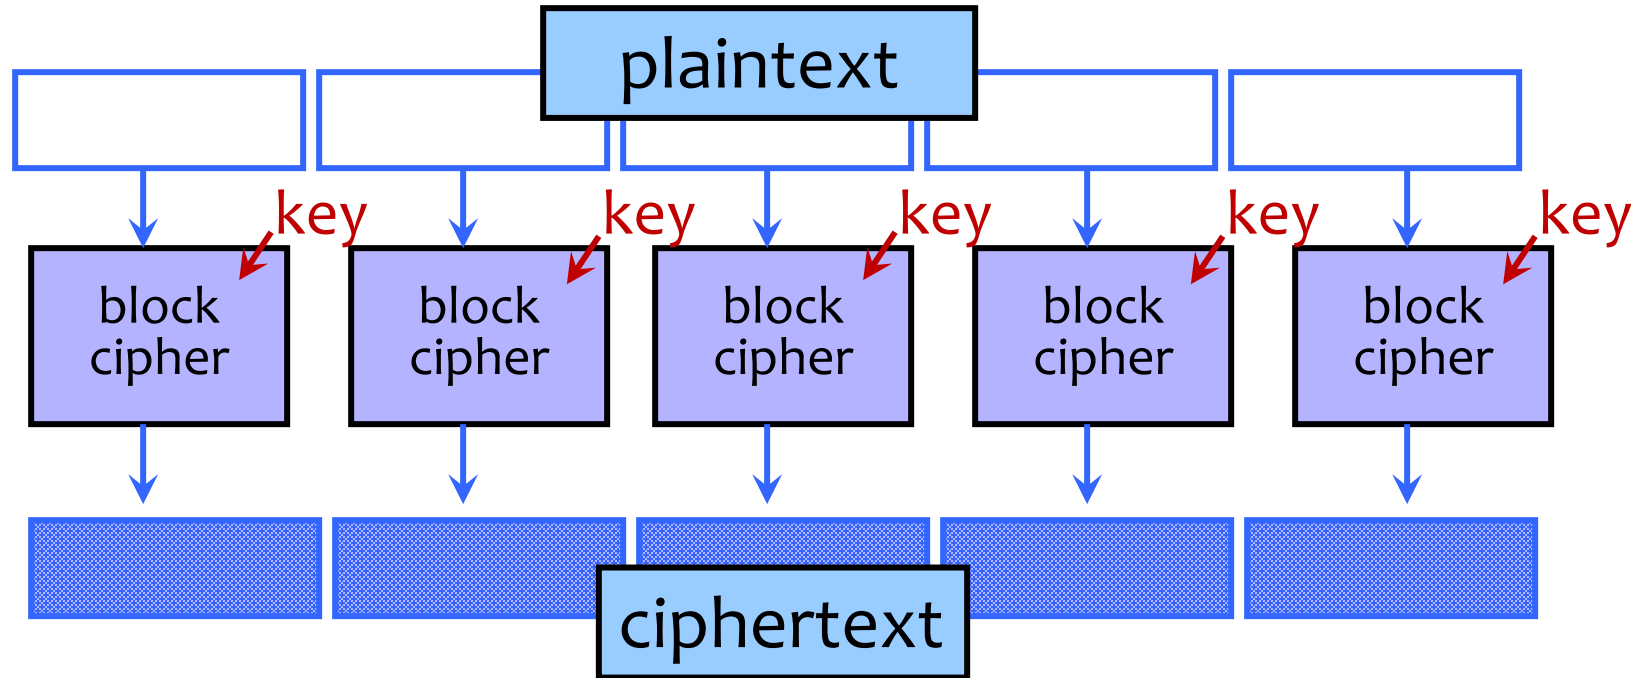 plaintext
key
key
key
key
key
block
cipher
block
cipher
block
cipher
block
cipher
block
cipher
ciphertext